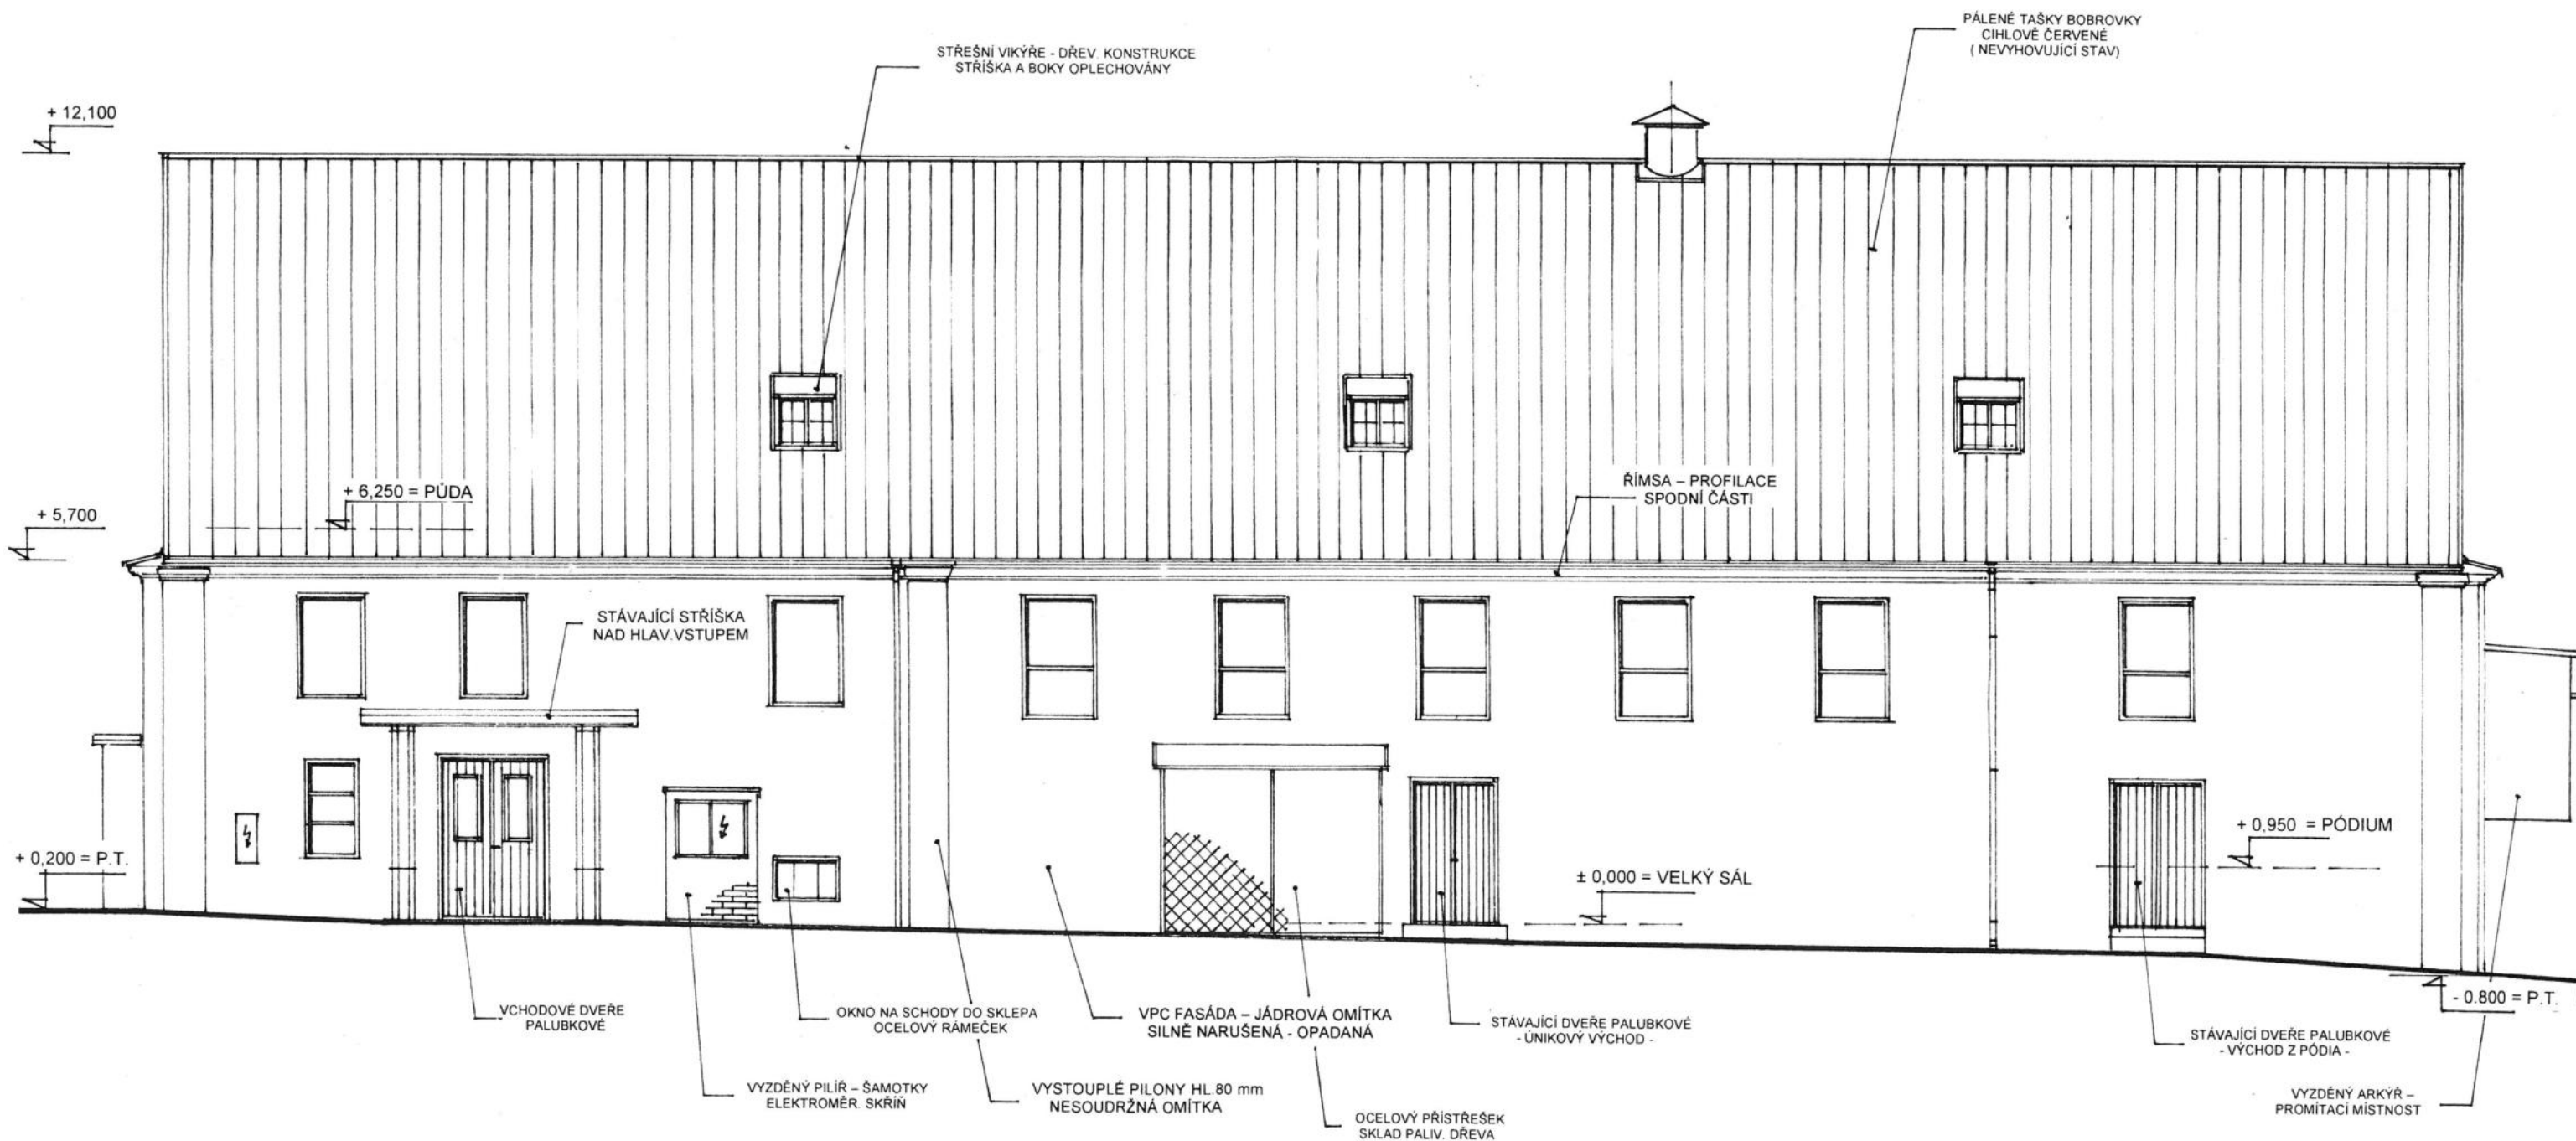 PÁLENÉ TAŠKY BOBROVKY
CIHLOVĚ ČERVENÉ
( NEVYHOVUJÍCÍ STAV)
STŘEŠNÍ VIKÝŘE - DŘEV. KONSTRUKCE
STŘÍŠKA A BOKY OPLECHOVÁNY
+ 12,100
+ 6,250 = PŮDA
+ 5,700
ŘÍMSA – PROFILACE
SPODNÍ ČÁSTI
STÁVAJÍCÍ STŘÍŠKA
NAD HLAV.VSTUPEM
+ 0,200 = P.T.
+ 0,950 = PÓDIUM
± 0,000 = VELKÝ SÁL
- 0.800 = P.T.
VCHODOVÉ DVEŘE
PALUBKOVÉ
OKNO NA SCHODY DO SKLEPA
OCELOVÝ RÁMEČEK
VPC FASÁDA – JÁDROVÁ OMÍTKA
SILNĚ NARUŠENÁ - OPADANÁ
STÁVAJÍCÍ DVEŘE PALUBKOVÉ
- ÚNIKOVÝ VÝCHOD -
STÁVAJÍCÍ DVEŘE PALUBKOVÉ
- VÝCHOD Z PÓDIA -
VYZDĚNÝ PILÍŘ – ŠAMOTKY
ELEKTROMĚR. SKŘÍŇ
VYSTOUPLÉ PILONY HL.80 mm
NESOUDRŽNÁ OMÍTKA
OCELOVÝ PŘÍSTŘEŠEK
SKLAD PALIV. DŘEVA
VYZDĚNÝ ARKÝŘ –
PROMÍTACÍ MÍSTNOST